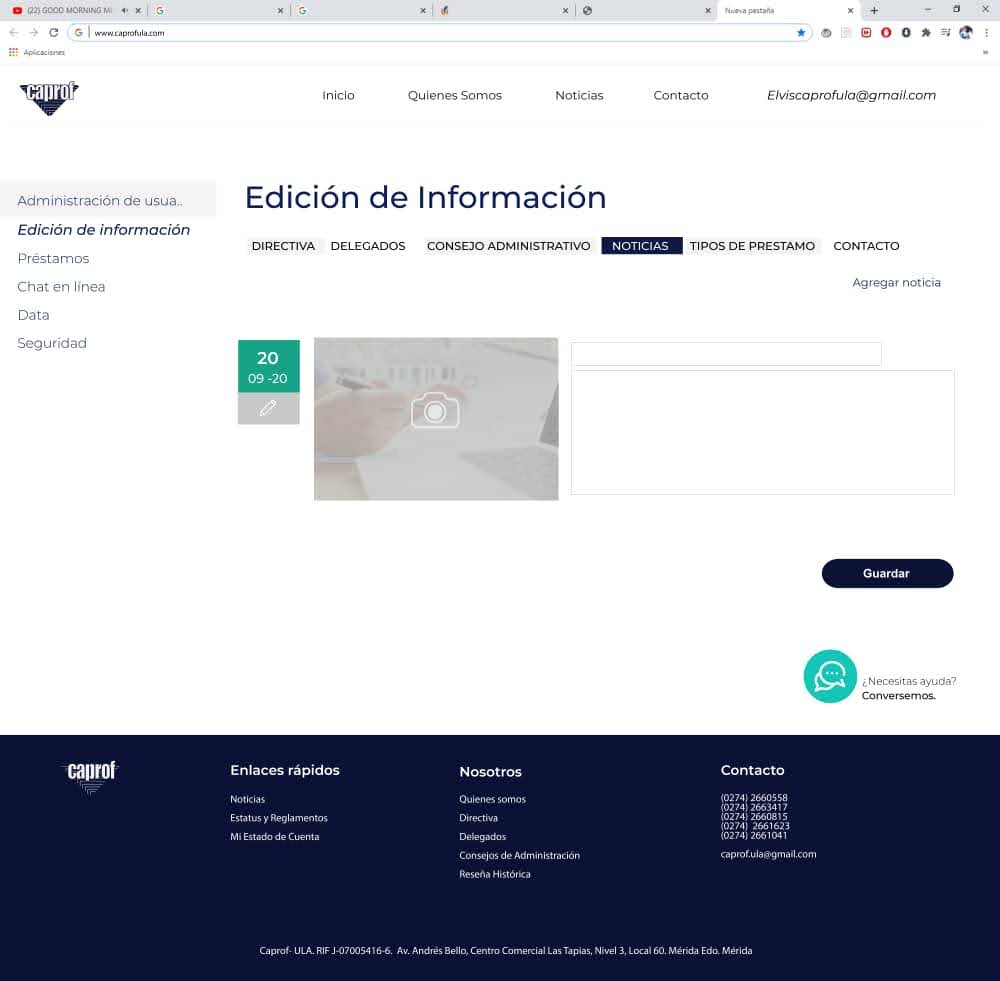 (22) GOOD MORNING M
Nueva pestaña
www.caprofula.com
Aplicaciones
caprof
Inicio
Quienes Somos
Noticias
Contacto
Elviscaprofula@gmail.com
Administración de usua..
Edición de información
Préstamos
Chat en línea
Data
Seguridad
Edición de Información
DIRECTIVA
DELEGADOS
CONSEJO ADMINISTRATIVO
NOTICIAS
TIPOS DE PRESTAMO
CONTACTO
Agregar noticia
20
09 -20
Guardar
¿Necesitas ayuda?
Conversemos.
caprof
Enlaces rápidos
Noticias
Estatus y Reglamentos
Mi Estado de Cuenta
Nosotros
Quienes somos
Directiva
Delegados
Consejos de Administración
Reseña Histórica
Contacto
(0274) 2660558
(0274) 2663417
(0274) 2660815
(0274) 2661623
(0274) 2661041
caprof.ula@gmail.com
Caprof- ULA. RIF J-07005416-6. Av. Andrés Bello, Centro Comercial Las Tapias, Nivel 3, Local 60. Mérida Edo. Mérida